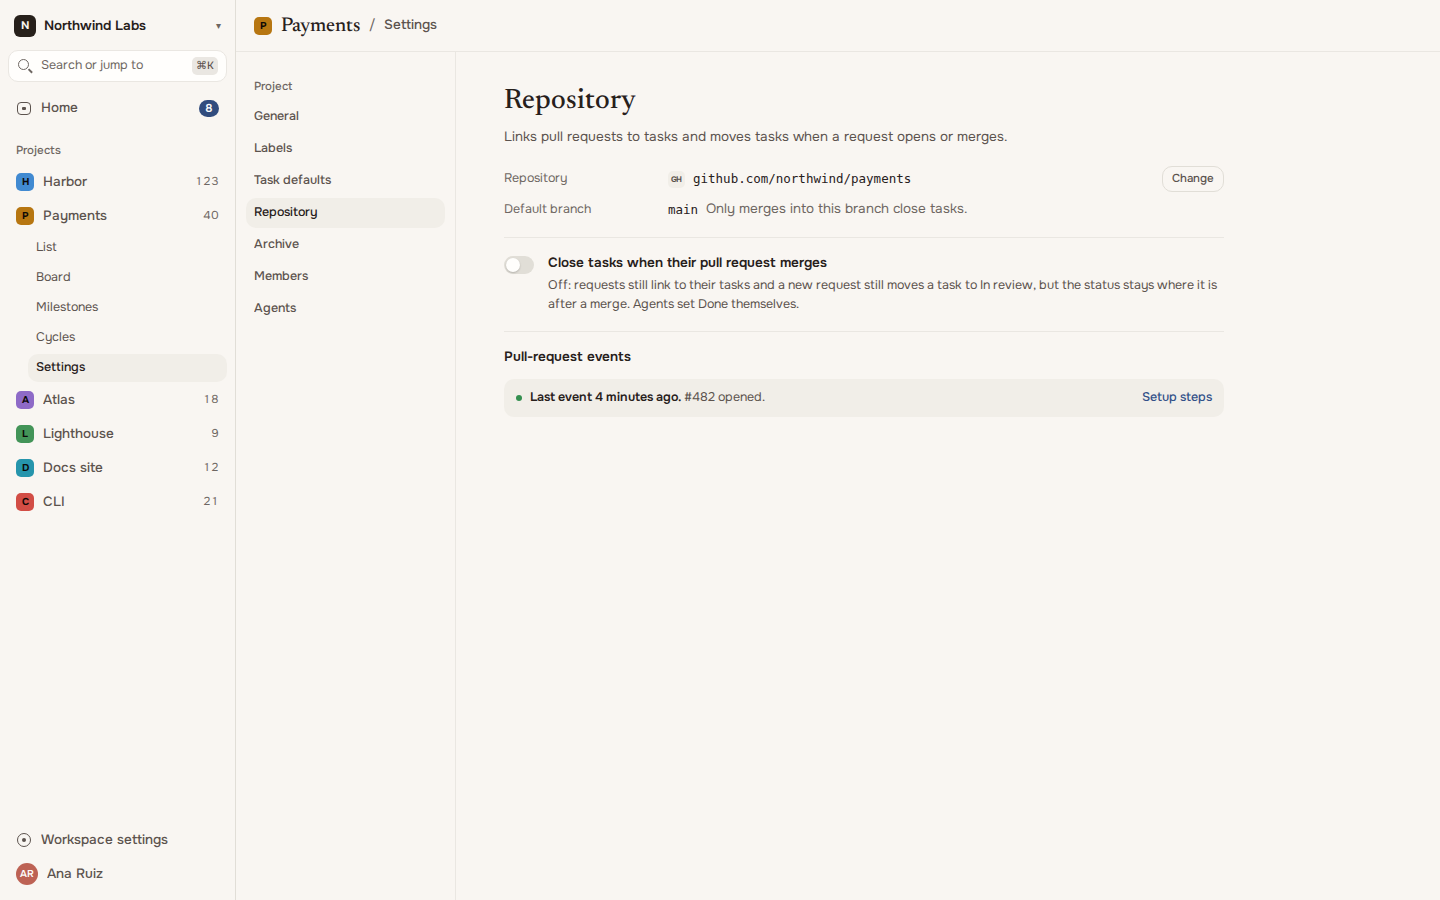 N Northwind Labs ▾
Search or jump to ⌘K
Home 8
Projects
H Harbor 123
P Payments 40
List
Board
Milestones
Cycles
Settings
A Atlas 18
L Lighthouse 9
D Docs site 12
C CLI 21
Workspace settings
AR Ana Ruiz
P Payments / Settings
Project
General
Labels
Task defaults
Repository
Archive
Members
Agents
Repository
Links pull requests to tasks and moves tasks when a request opens or merges.
Repository GH github.com/northwind/payments Change
Default branch main Only merges into this branch close tasks.
Close tasks when their pull request merges
Off: requests still link to their tasks and a new request still moves a task to In review, but the status stays where it is
after a merge. Agents set Done themselves.
Pull-request events
Last event 4 minutes ago. #482 opened. Setup steps